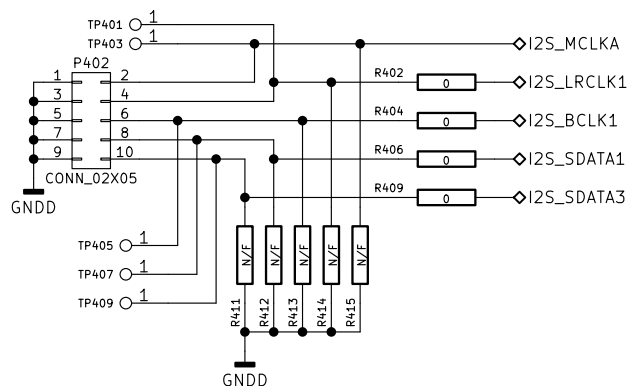 TP401 1
TP403 1
I2S_MCLKA
P402
R402 0 I2S_LRCLK1
1 2
3 4
R404 0 I2S_BCLK1
5 6
7 8
R406 0 I2S_SDATA1
9 10
CONN_02X05
R409 0 I2S_SDATA3
GNDD
TP405 1
TP407 1
TP409 1
N/F N/F N/F N/F N/F
R411 R412 R413 R414 R415
GNDD